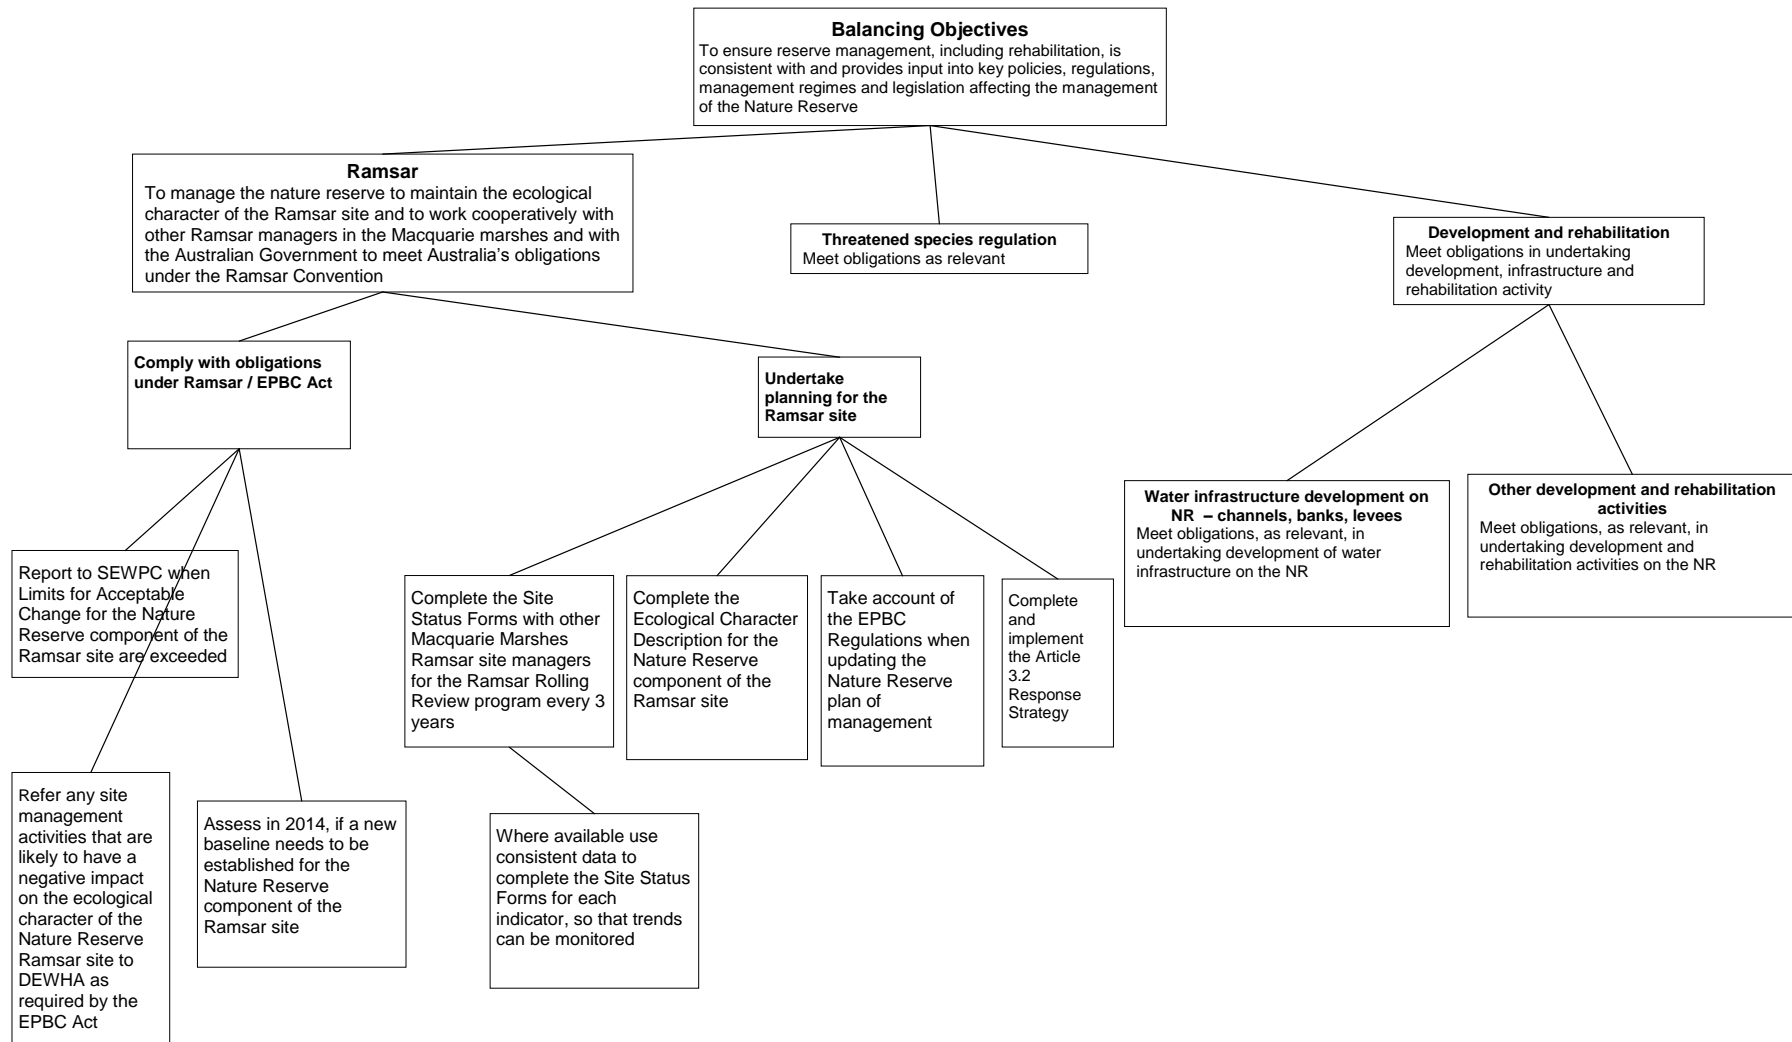 Balancing Objectives
To ensure reserve management, including rehabilitation, is
consistent with and provides input into key policies, regulations,
management regimes and legislation affecting the management
of the Nature Reserve
Ramsar
To manage the nature reserve to maintain the ecological
character of the Ramsar site and to work cooperatively with
other Ramsar managers in the Macquarie marshes and with
the Australian Government to meet Australia's obligations
under the Ramsar Convention
Threatened species regulation
Meet obligations as relevant
Development and rehabilitation
Meet obligations in undertaking
development, infrastructure and
rehabilitation activity
Comply with obligations
under Ramsar / EPBC Act
Undertake
planning for the
Ramsar site
Water infrastructure development on
NR – channels, banks, levees
Meet obligations, as relevant, in
undertaking development of water
infrastructure on the NR
Other development and rehabilitation
activities
Meet obligations, as relevant, in
undertaking development and
rehabilitation activities on the NR
Report to SEWPC when
Limits for Acceptable
Change for the Nature
Reserve component of the
Ramsar site are exceeded
Complete the Site
Status Forms with other
Macquarie Marshes
Ramsar site managers
for the Ramsar Rolling
Review program every 3
years
Complete the
Ecological Character
Description for the
Nature Reserve
component of the
Ramsar site
Take account of
the EPBC
Regulations when
updating the
Nature Reserve
plan of
management
Complete
and
implement
the Article
3.2
Response
Strategy
Refer any site
management
activities that are
likely to have a
negative impact
on the ecological
character of the
Nature Reserve
Ramsar site to
DEWHA as
required by the
EPBC Act
Assess in 2014, if a new
baseline needs to be
established for the
Nature Reserve
component of the
Ramsar site
Where available use
consistent data to
complete the Site Status
Forms for each
indicator, so that trends
can be monitored